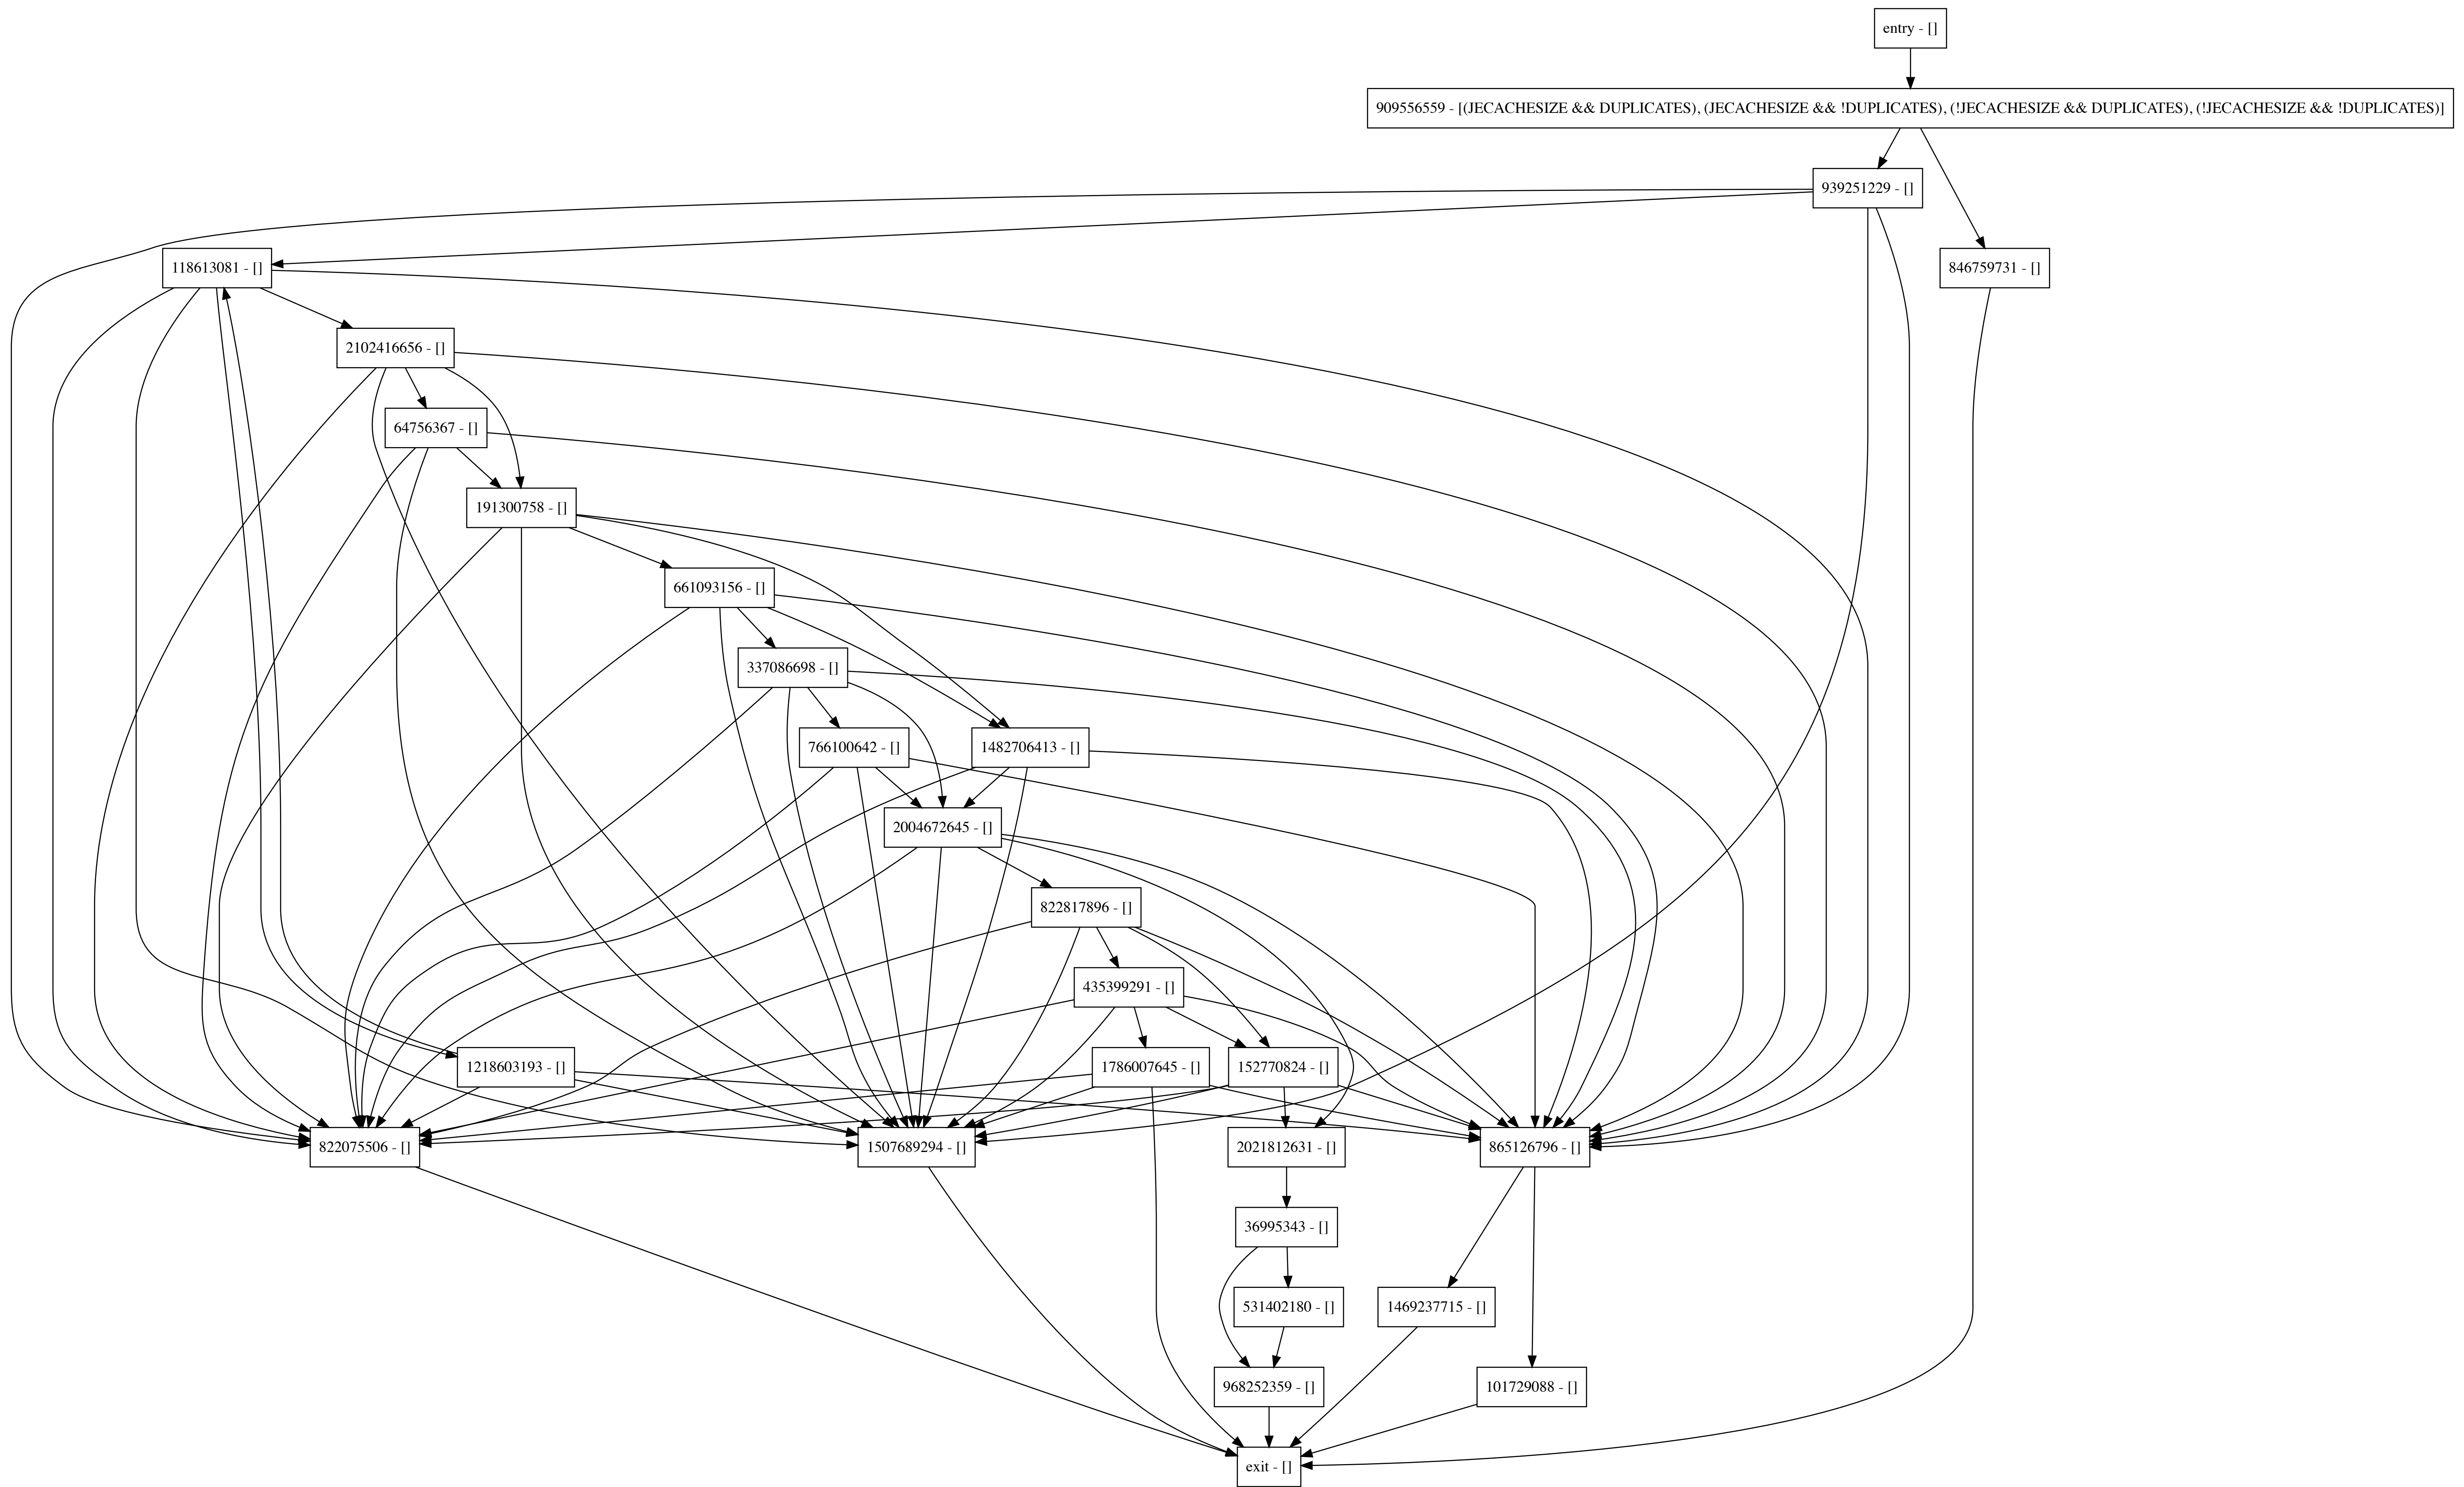 entry - []
909556559 - [(JECACHESIZE && DUPLICATES), (JECACHESIZE && !DUPLICATES), (!JECACHESIZE && DUPLICATES), (!JECACHESIZE && !DUPLICATES)]
939251229 - []
118613081 - []
846759731 - []
2102416656 - []
64756367 - []
191300758 - []
661093156 - []
337086698 - []
766100642 - []
1482706413 - []
2004672645 - []
822817896 - []
435399291 - []
1218603193 - []
1786007645 - []
152770824 - []
822075506 - []
1507689294 - []
2021812631 - []
865126796 - []
36995343 - []
531402180 - []
1469237715 - []
968252359 - []
101729088 - []
exit - []